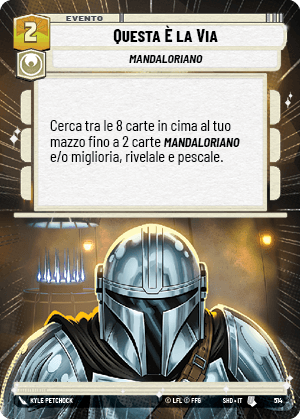 EVENTO
2
QUESTA È LA VIA
MANDALORIANO
Cerca tra le 8 carte in cima al tuo
mazzo fino a 2 carte MANDALORIANO
e/o miglioria, rivelale e pescale.
KYLE PETCHOCK
© LFL © FFG
SHD • IT
514